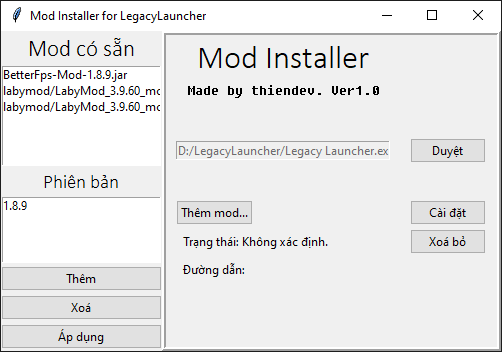 Mod Installer for LegacyLauncher
Mod có sẵn
BetterFps-Mod-1.8.9.jar
labymod/LabyMod_3.9.60_mo
labymod/LabyMod_3.9.60_mo
Phiên bản
1.8.9
Thêm
Xoá
Áp dụng
Mod Installer
Made by thiendev. Ver1.0
D:/LegacyLauncher/Legacy Launcher.ex
Duyệt
Thêm mod...
Cài đặt
Trạng thái: Không xác định.
Xoá bỏ
Đường dẫn: